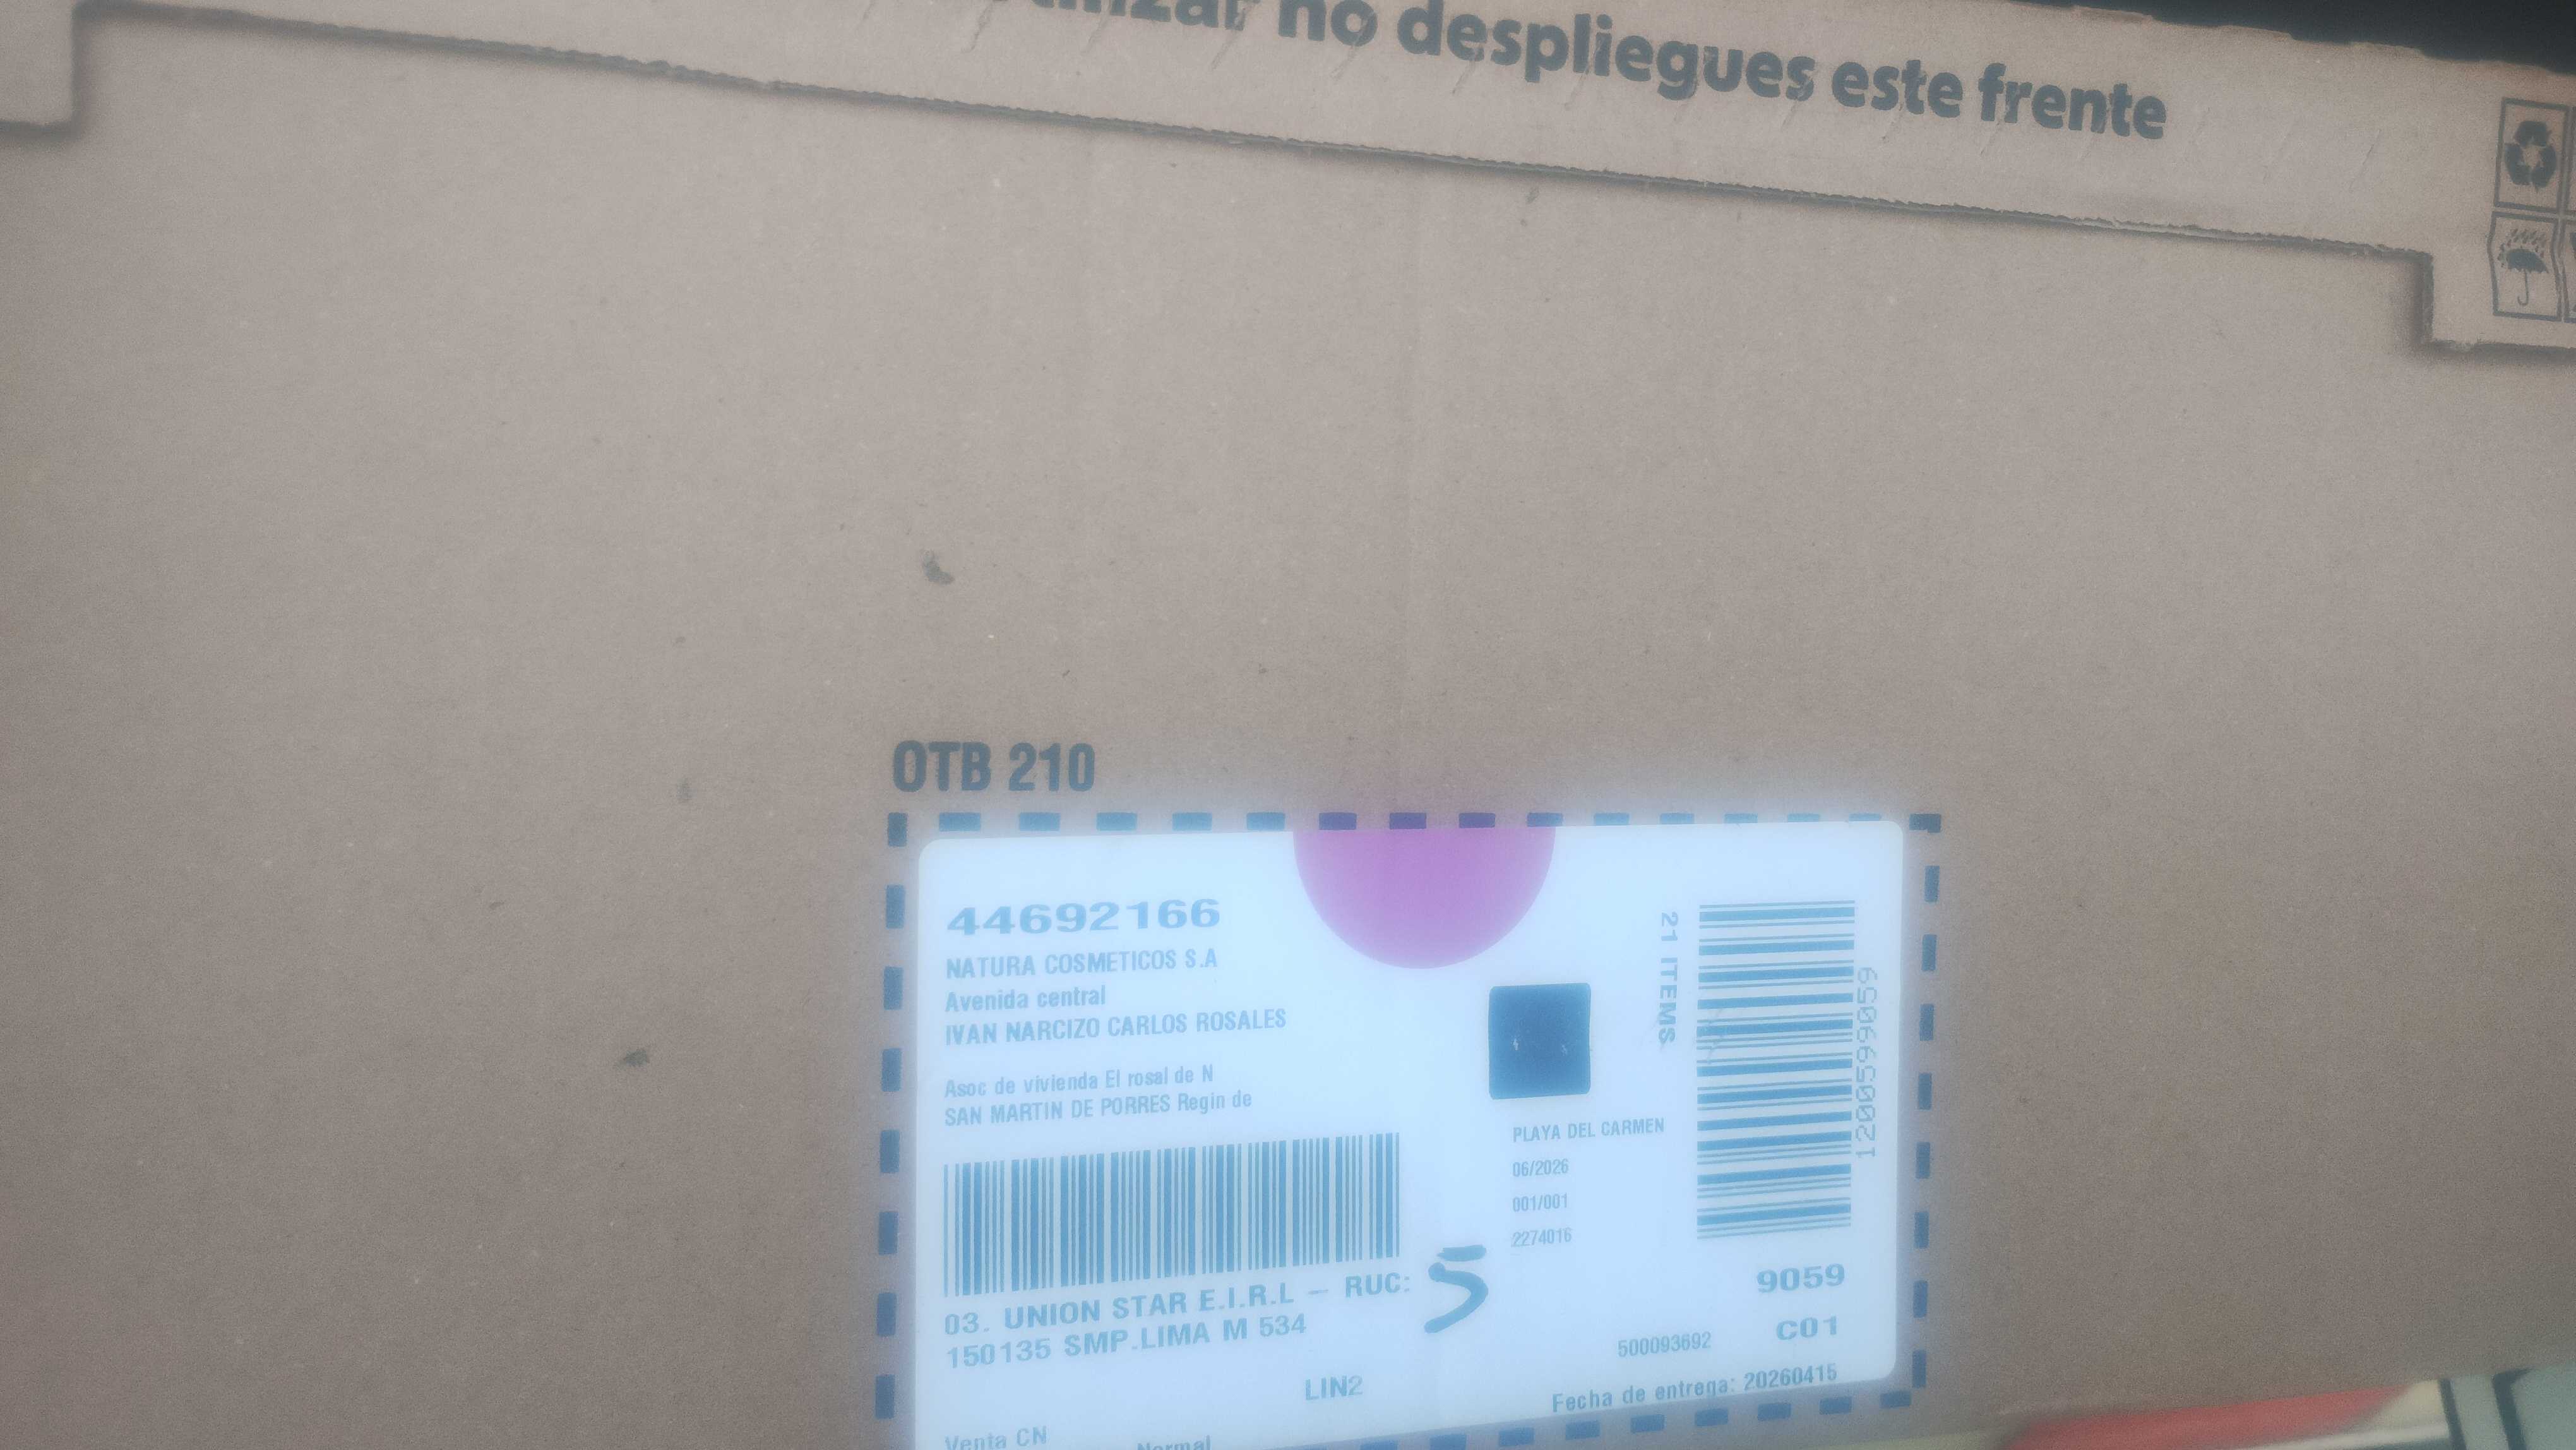 no despliegues este frente
OTB 210
44692166
NATURA COSMETICOS S.A
Avenida central
IVAN NARCIZO CARLOS ROSALES
Asoc de vivienda El rosal de N
SAN MARTIN DE PORRES Regin de
21 ITEMS
12005999059
PLAYA DEL CARMEN
06/2026
001/001
2274016
5
03. UNION STAR E.I.R.L – RUC:
150135 SMP.LIMA M 534
9059
C01
500093692
LIN2
Fecha de entrega: 20260415
Venta CN
Normal